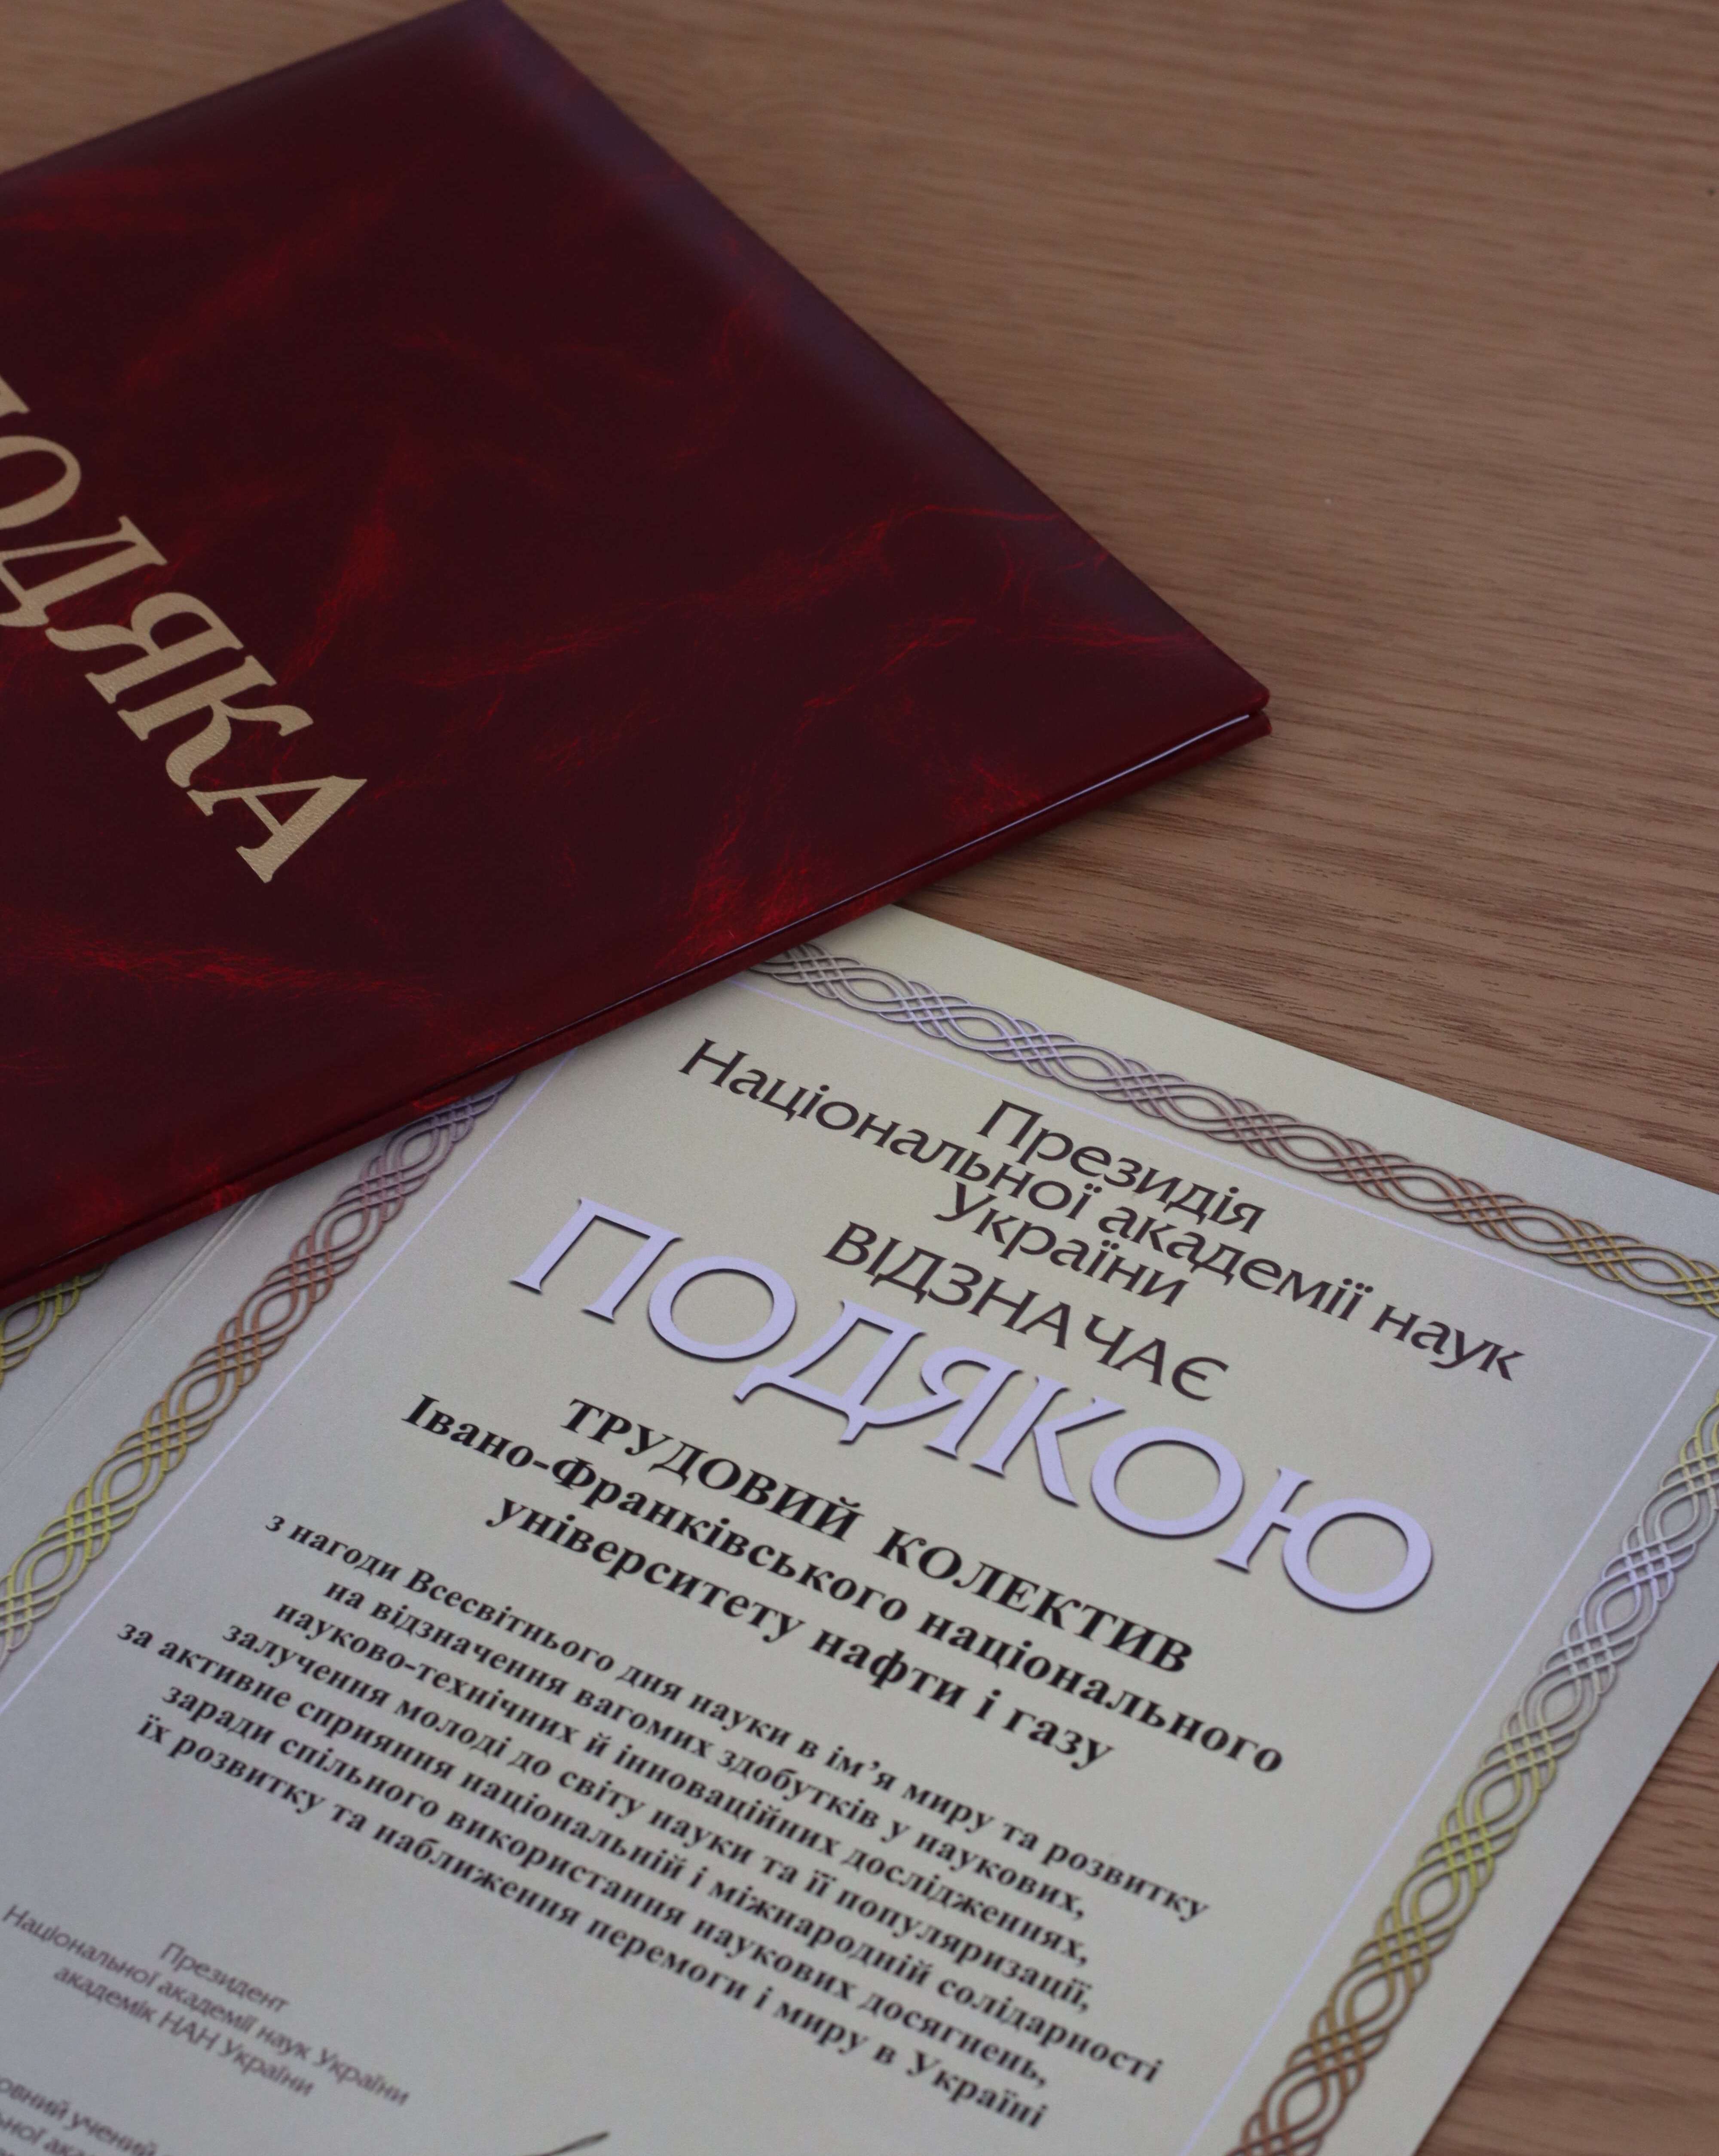 ОДЯКА
Президія
Національної академії наук
України
ВІДЗНАЧАЄ
ПОДЯКОЮ
ТРУДОВИЙ КОЛЕКТИВ
Івано-Франківського національного
університету нафти і газу
з нагоди Всесвітнього дня науки в ім’я миру та розвитку
на відзначення вагомих здобутків у наукових,
науково-технічних й інноваційних дослідженнях,
залучення молоді до світу науки та її популяризації,
за активне сприяння національній і міжнародній солідарності
заради спільного використання наукових досягнень,
їх розвитку та наближення перемоги і миру в Україні
Президент
Національної академії наук України
академік НАН України
учений